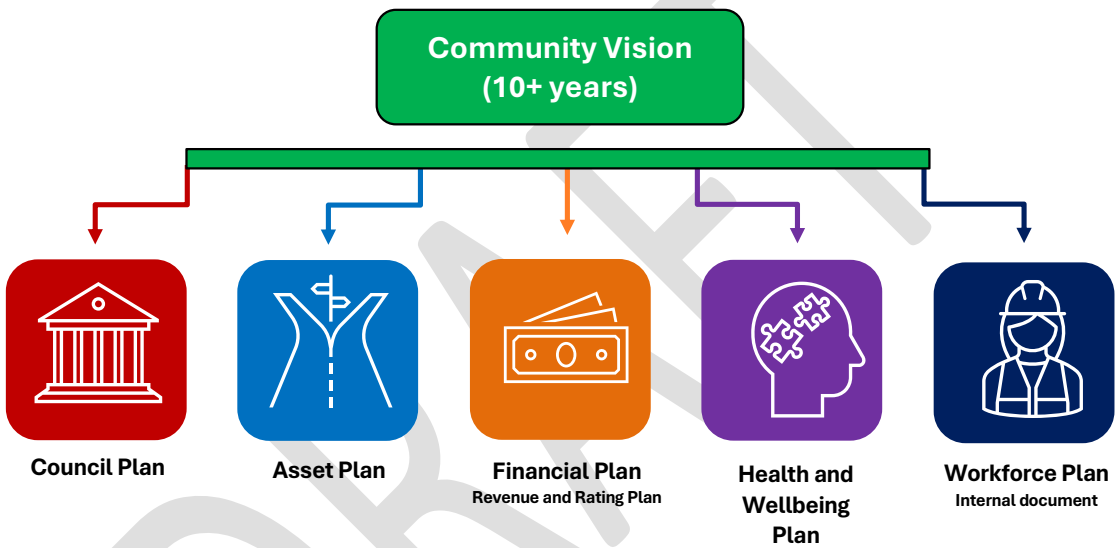 Community Vision
(10+ years)
Council Plan
Asset Plan
Financial Plan
Revenue and Rating Plan
Health and
Wellbeing
Plan
Workforce Plan
Internal document
DRAFT